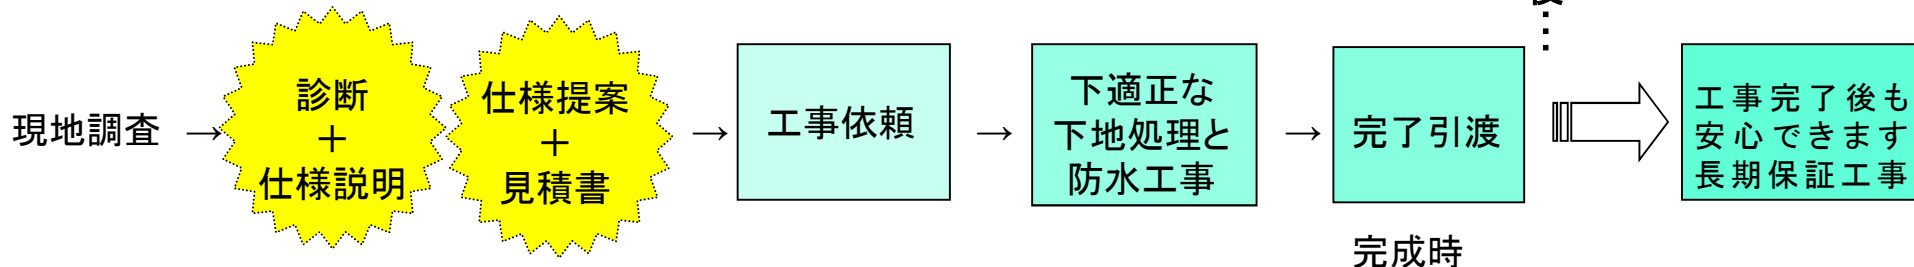 現地調査
→
診断
＋
仕様説明
仕様提案
＋
見積書
→
工事依頼
→
下適正な
下地処理と
防水工事
→
完了引渡
完成時
工事完了後も
安心できます
長期保証工事